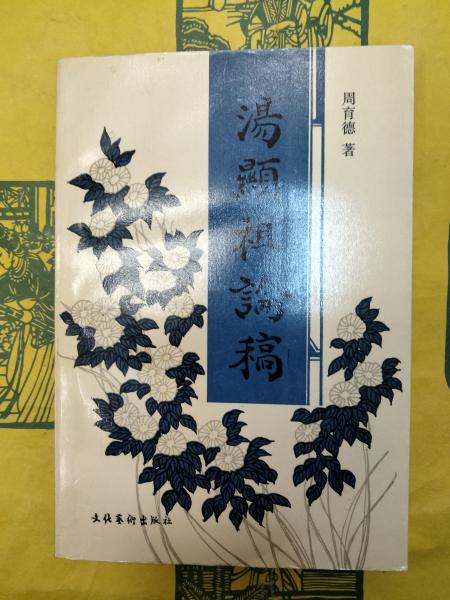 湯顯祖論稿
周育德 著
文化藝術出版社